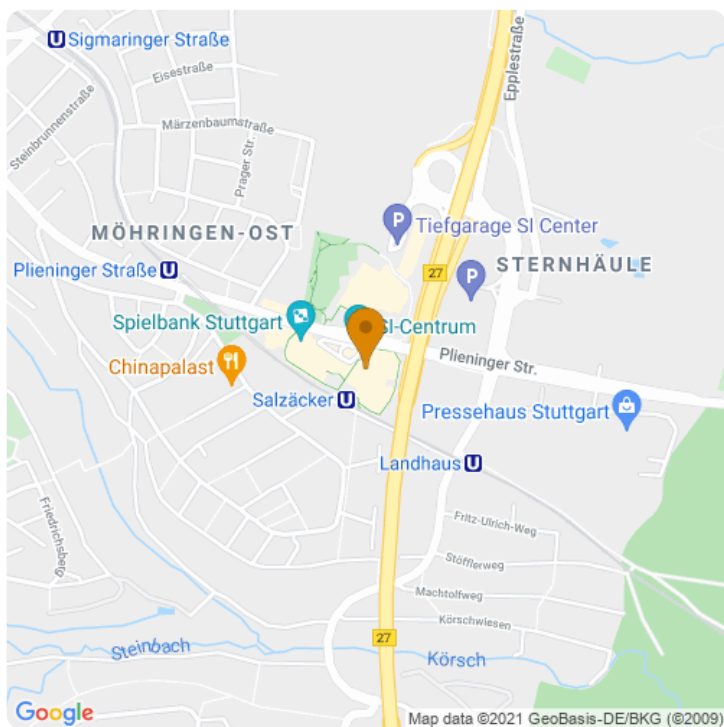 U Sigmaringer Straße
Eisestraße
Epplestraße
Steinbrunnenstraße
Märzenbaumstraße
Prager Str.
P
Tiefgarage SI Center
MÖHRINGEN-OST
STERNHÄULE
Plieninger Straße U
27
P
Spielbank Stuttgart
SI-Centrum
Plieninger Str.
Chinapalast
Salzäcker U
Pressehaus Stuttgart
Landhaus U
Friedrichsberg
Fritz-Ulrich-Weg
Stöfflerweg
Machtolfweg
Körschwiesen
27
Steinbach
Körsch
Google
Map data ©2021 GeoBasis-DE/BKG (©2009)